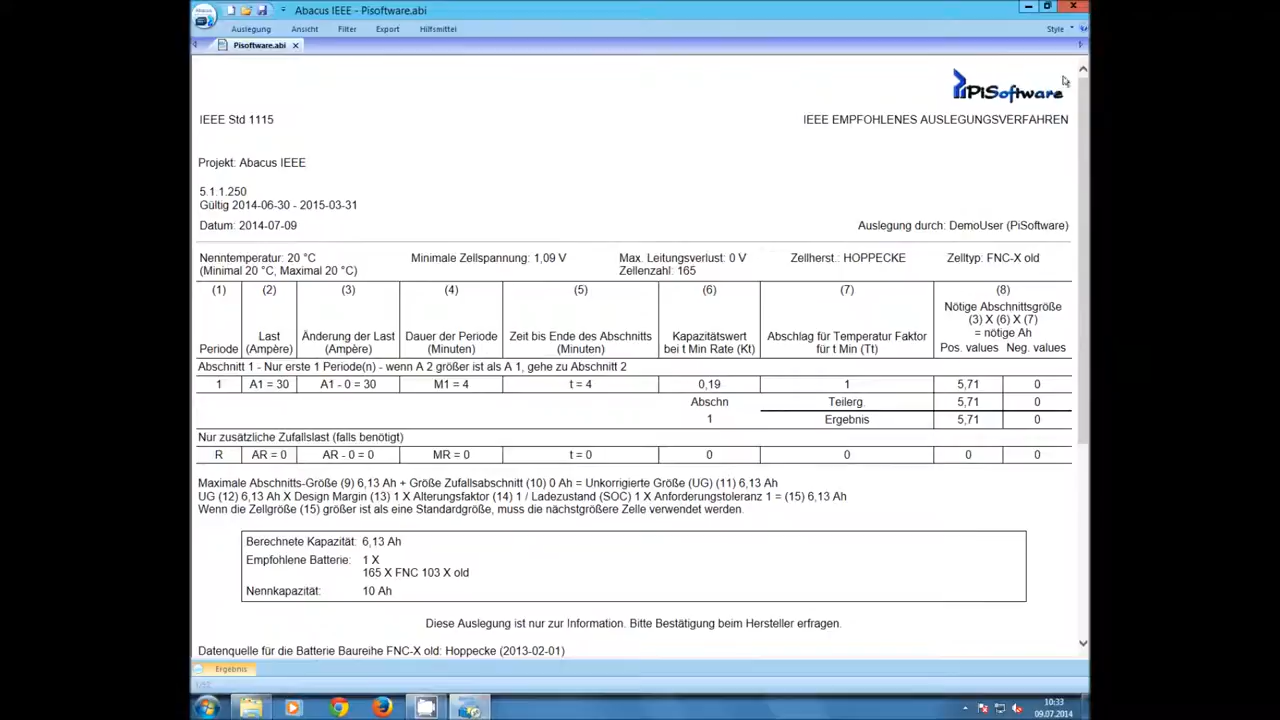 Abacus IEEE - Pisoftware.abi
Auslegung Ansicht Filter Export Hilfsmittel Style
Pisoftware.abi
PiSoftware
IEEE Std 1115 IEEE EMPFOHLENES AUSLEGUNGSVERFAHREN
Projekt: Abacus IEEE
5.1.1.250
Gültig 2014-06-30 - 2015-03-31
Datum: 2014-07-09 Auslegung durch: DemoUser (PiSoftware)
Nenntemperatur: 20 °C Minimale Zellspannung: 1,09 V Max. Leitungsverlust: 0 V Zellherst.: HOPPECKE Zelltyp: FNC-X old
(Minimal 20 °C, Maximal 20 °C) Zellenzahl: 165
(1) (2) (3) (4) (5) (6) (7) (8)
Nötige Abschnittsgröße
(3) X (6) X (7)
Last Änderung der Last Dauer der Periode Zeit bis Ende des Abschnitts Kapazitätswert Abschlag für Temperatur Faktor = nötige Ah
Periode (Ampère) (Ampère) (Minuten) (Minuten) bei t Min Rate (Kt) für t Min (Tt) Pos. values Neg. values
Abschnitt 1 - Nur erste 1 Periode(n) - wenn A 2 größer ist als A 1, gehe zu Abschnitt 2
1 A1 = 30 A1 - 0 = 30 M1 = 4 t = 4 0,19 1 5,71 0
Abschn Teilerg. 5,71 0
1 Ergebnis 5,71 0
Nur zusätzliche Zufallslast (falls benötigt)
R AR = 0 AR - 0 = 0 MR = 0 t = 0 0 0 0 0
Maximale Abschnitts-Größe (9) 6,13 Ah + Größe Zufallsabschnitt (10) 0 Ah = Unkorrigierte Größe (UG) (11) 6,13 Ah
UG (12) 6,13 Ah X Design Margin (13) 1 X Alterungsfaktor (14) 1 / Ladezustand (SOC) 1 X Anforderungstoleranz 1 = (15) 6,13 Ah
Wenn die Zellgröße (15) größer ist als eine Standardgröße, muss die nächstgrößere Zelle verwendet werden.
Berechnete Kapazität: 6,13 Ah
Empfohlene Batterie: 1 X
165 X FNC 103 X old
Nennkapazität: 10 Ah
Diese Auslegung ist nur zur Information. Bitte Bestätigung beim Hersteller erfragen.
Datenquelle für die Batterie Baureihe FNC-X old: Hoppecke (2013-02-01)
Ergebnis
10:33
09.07.2014